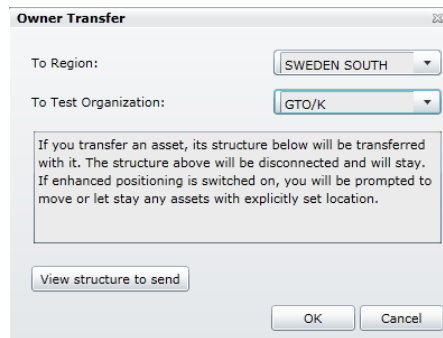 Owner Transfer
To Region:
SWEDEN SOUTH
To Test Organization:
GTO/K
If you transfer an asset, its structure below will be transferred
with it. The structure above will be disconnected and will stay.
If enhanced positioning is switched on, you will be prompted to
move or let stay any assets with explicitly set location.
View structure to send
OK
Cancel